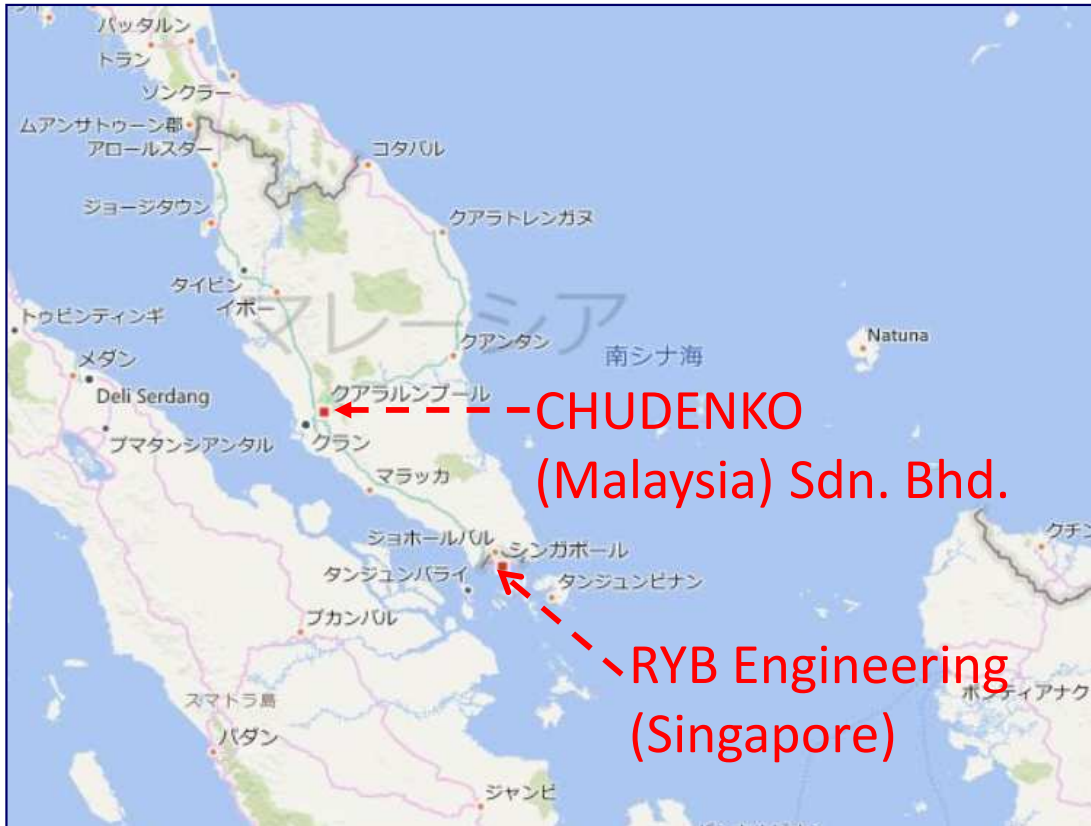 パッタルン
トラン
ソンクラー
ムアンサトゥーン郡
アロールスター
コタバル
ジョージタウン
クアラトレンガヌ
タイピン
イポー
マレーシア
トゥビンティンギ
クアンタン
南シナ海
Natuna
メダン
Deli Serdang
クアラルンプール
CHUDENKO
(Malaysia) Sdn. Bhd.
プマタンシアンタル
クラン
マラッカ
ジョホールバル
シンガポール
クチン
タンジュンバライ
タンジュンピナン
プカンバル
RYB Engineering
(Singapore)
スマトラ島
ポンティアナク
パダン
ジャンビ